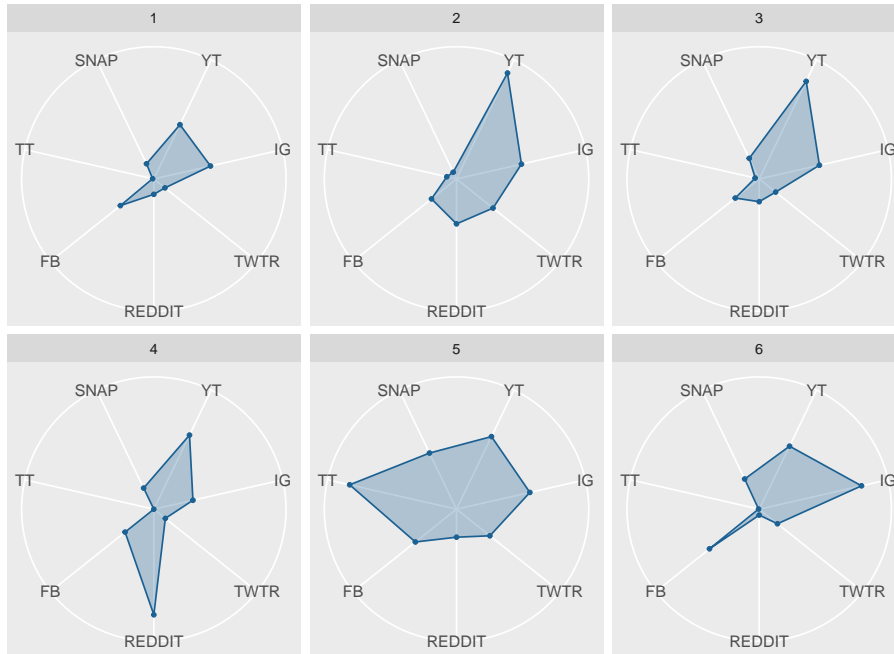 1
SNAP YT
TT IG
FB TWTR
REDDIT
2
SNAP YT
TT IG
FB TWTR
REDDIT
3
SNAP YT
TT IG
FB TWTR
REDDIT
4
SNAP YT
TT IG
FB TWTR
REDDIT
5
SNAP YT
TT IG
FB TWTR
REDDIT
6
SNAP YT
TT IG
FB TWTR
REDDIT